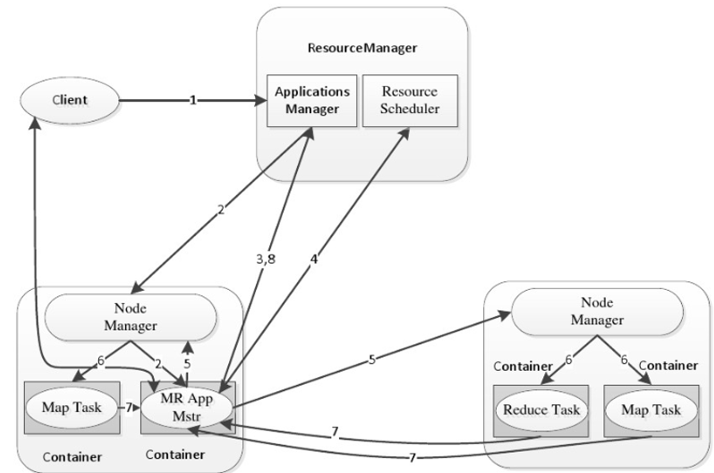 ResourceManager
Applications
Manager
Resource
Scheduler
Client
1
2
3,8
4
Node
Manager
6
2
5
Map Task
7
MR App
Mstr
Container
Container
5
Node
Manager
Container
6
6
Container
Reduce Task
Map Task
7
7